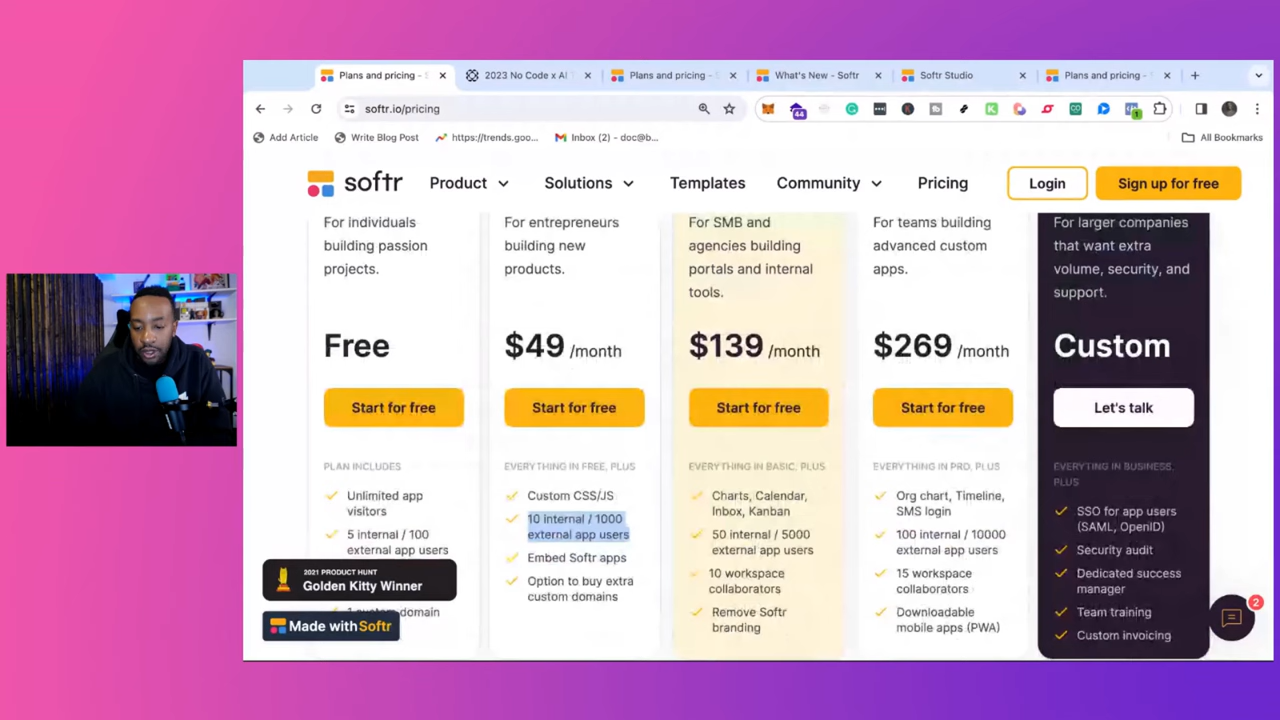 Plans and pricing - S
2023 No Code x AI T
Plans and pricing - S
What's New - Softr
Softr Studio
Plans and pricing - S
softr.io/pricing
44
1
Add Article
Write Blog Post
https://trends.goo...
Inbox (2) - doc@b...
All Bookmarks
softr
Product
Solutions
Templates
Community
Pricing
Login
Sign up for free
For individuals
building passion
projects.
Free
Start for free
PLAN INCLUDES
Unlimited app
visitors
5 internal / 100
external app users
1 custom domain
For entrepreneurs
building new
products.
$49 /month
Start for free
EVERYTHING IN FREE, PLUS
Custom CSS/JS
10 internal / 1000
external app users
Embed Softr apps
Option to buy extra
custom domains
For SMB and
agencies building
portals and internal
tools.
$139 /month
Start for free
EVERYTHING IN BASIC, PLUS
Charts, Calendar,
Inbox, Kanban
50 internal / 5000
external app users
10 workspace
collaborators
Remove Softr
branding
For teams building
advanced custom
apps.
$269 /month
Start for free
EVERYTHING IN PRO, PLUS
Org chart, Timeline,
SMS login
100 internal / 10000
external app users
15 workspace
collaborators
Downloadable
mobile apps (PWA)
For larger companies
that want extra
volume, security, and
support.
Custom
Let's talk
EVERYTING IN BUSINESS,
PLUS
SSO for app users
(SAML, OpenID)
Security audit
Dedicated success
manager
Team training
Custom invoicing
2021 PRODUCT HUNT
Golden Kitty Winner
Made with Softr
2